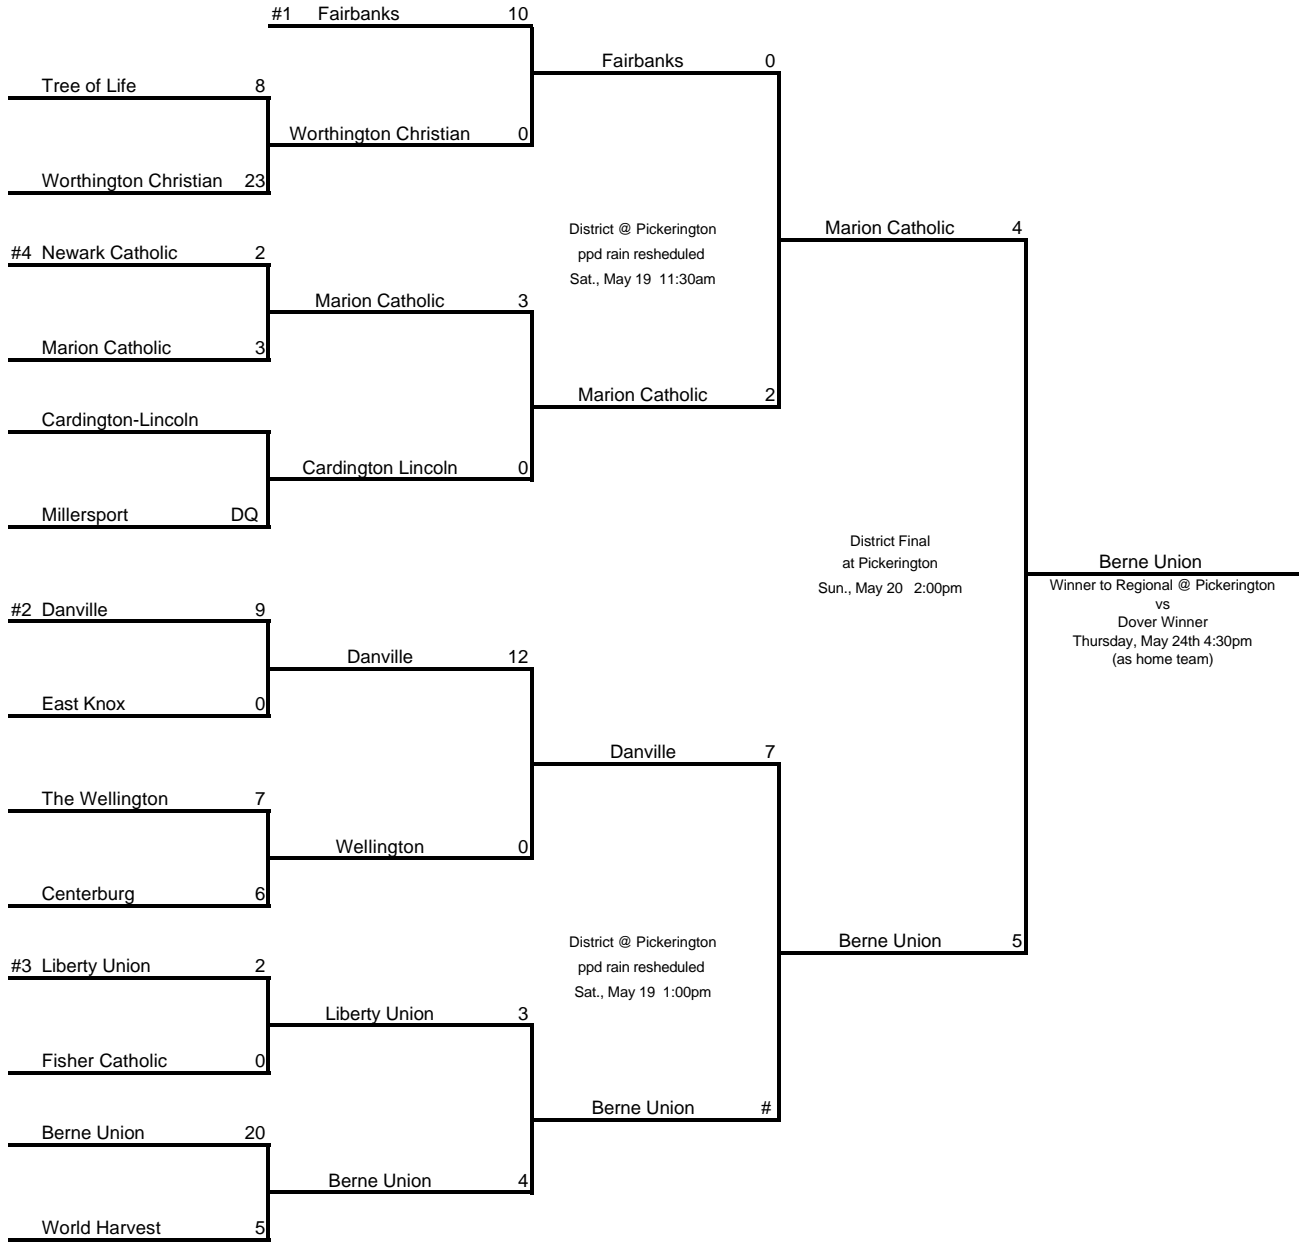 #1 Fairbanks 10
Fairbanks 0
Tree of Life 8
Worthington Christian 0
Worthington Christian 23
District @ Pickerington
ppd rain resheduled
Sat., May 19 11:30am
Marion Catholic 4
#4 Newark Catholic 2
Marion Catholic 3
Marion Catholic 3
Marion Catholic 2
Cardington-Lincoln
Cardington Lincoln 0
Millersport DQ
District Final
at Pickerington
Sun., May 20 2:00pm
Berne Union
Winner to Regional @ Pickerington
vs
Dover Winner
Thursday, May 24th 4:30pm
(as home team)
#2 Danville 9
Danville 12
East Knox 0
Danville 7
The Wellington 7
Wellington 0
Centerburg 6
District @ Pickerington
ppd rain resheduled
Sat., May 19 1:00pm
Berne Union 5
#3 Liberty Union 2
Liberty Union 3
Fisher Catholic 0
Berne Union #
Berne Union 20
Berne Union 4
World Harvest 5